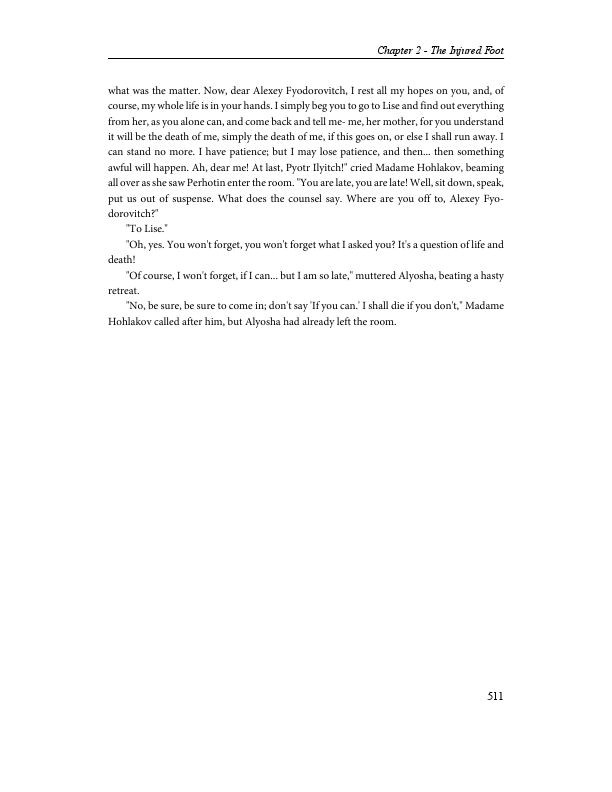 Chapter 2 - The Injured Foot
what was the matter. Now, dear Alexey Fyodorovitch, I rest all my hopes on you, and, of
course, my whole life is in your hands. I simply beg you to go to Lise and find out everything
from her, as you alone can, and come back and tell me- me, her mother, for you understand
it will be the death of me, simply the death of me, if this goes on, or else I shall run away. I
can stand no more. I have patience; but I may lose patience, and then... then something
awful will happen. Ah, dear me! At last, Pyotr Ilyitch!" cried Madame Hohlakov, beaming
all over as she saw Perhotin enter the room. "You are late, you are late! Well, sit down, speak,
put us out of suspense. What does the counsel say. Where are you off to, Alexey Fyo-
dorovitch?"
"To Lise."
"Oh, yes. You won't forget, you won't forget what I asked you? It's a question of life and
death!
"Of course, I won't forget, if I can... but I am so late," muttered Alyosha, beating a hasty
retreat.
"No, be sure, be sure to come in; don't say 'If you can.' I shall die if you don't," Madame
Hohlakov called after him, but Alyosha had already left the room.
511